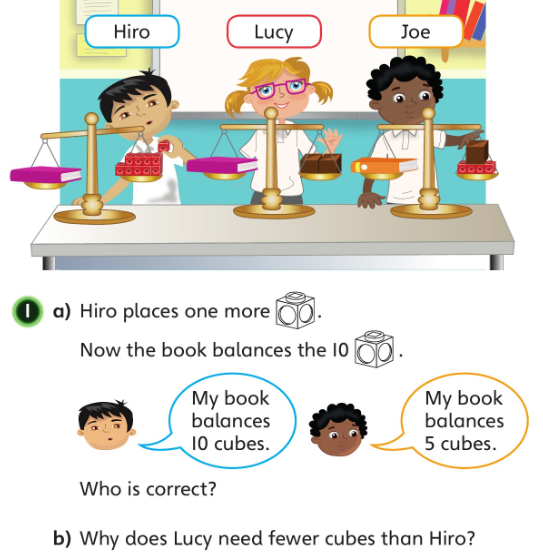 Hiro
Lucy
Joe
1 a) Hiro places one more .
Now the book balances the 10 .
My book
balances
10 cubes.
My book
balances
5 cubes.
Who is correct?
b) Why does Lucy need fewer cubes than Hiro?